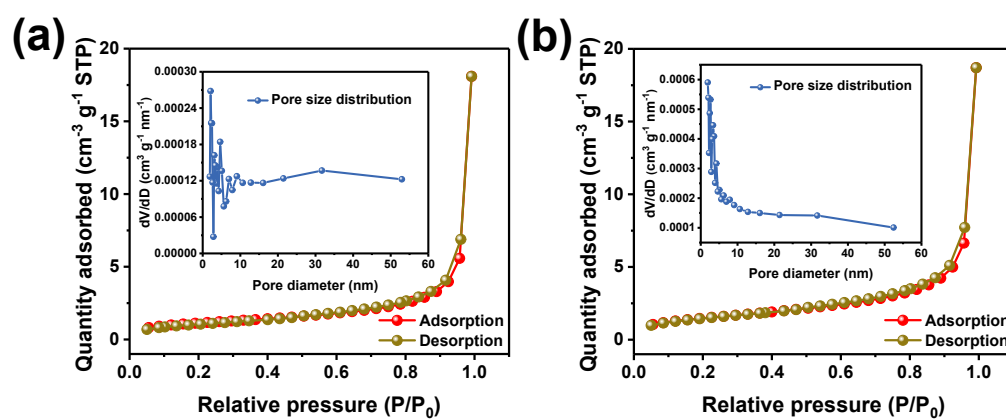 (a)
Quantity adsorbed (cm⁻³ g⁻¹ STP)
20
15
10
5
0
0.0 0.2 0.4 0.6 0.8 1.0
Relative pressure (P/P₀)
Adsorption
Desorption
dV/dD (cm³ g⁻¹ nm⁻¹)
0.00030
0.00024
0.00018
0.00012
0.00006
0.00000
0 10 20 30 40 50 60
Pore diameter (nm)
Pore size distribution
(b)
Quantity adsorbed (cm⁻³ g⁻¹ STP)
20
15
10
5
0
0.0 0.2 0.4 0.6 0.8 1.0
Relative pressure (P/P₀)
Adsorption
Desorption
dV/dD (cm³ g⁻¹ nm⁻¹)
0.0006
0.0005
0.0004
0.0003
0.0002
0.0001
0 10 20 30 40 50 60
Pore diameter (nm)
Pore size distribution